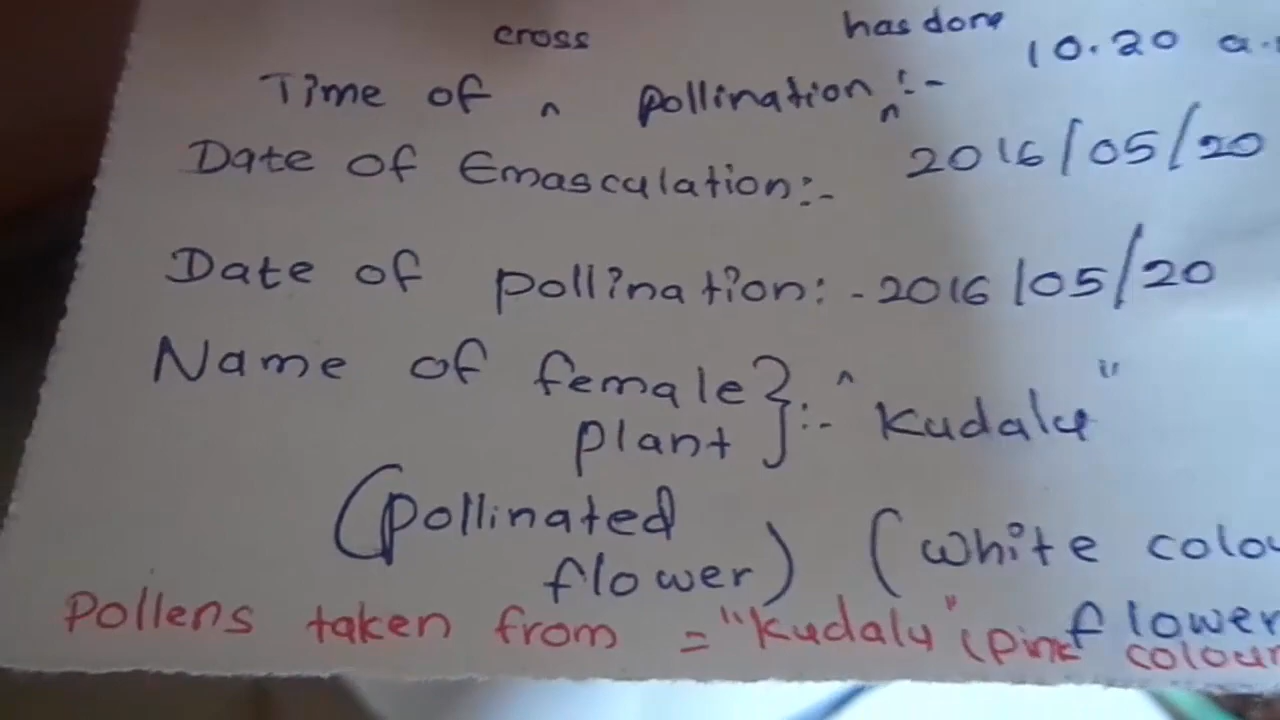 cross has done
Time of ^ pollination ^ :- 10.20 a.
Date of Emasculation:- 2016/05/20
Date of pollination: - 2016/05/20
Name of female } :- "Kudalu"
plant
(pollinated
flower) (white colou
flower
Pollens taken from = "Kudalu" (pink colour